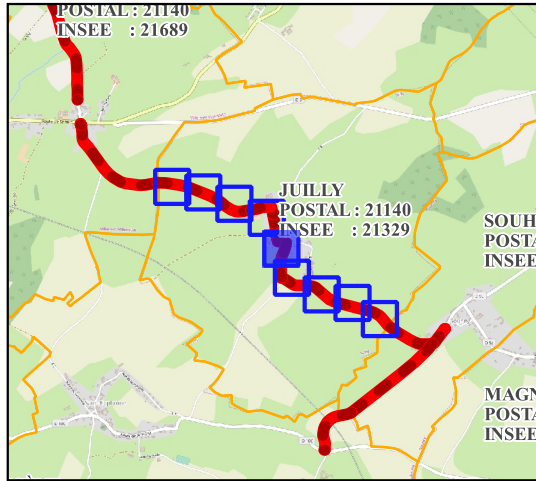 POSTAL : 21140
INSEE : 21689
JUILLY
POSTAL : 21140
INSEE : 21329
SOUH
POSTA
INSEE
MAGN
POSTA
INSEE